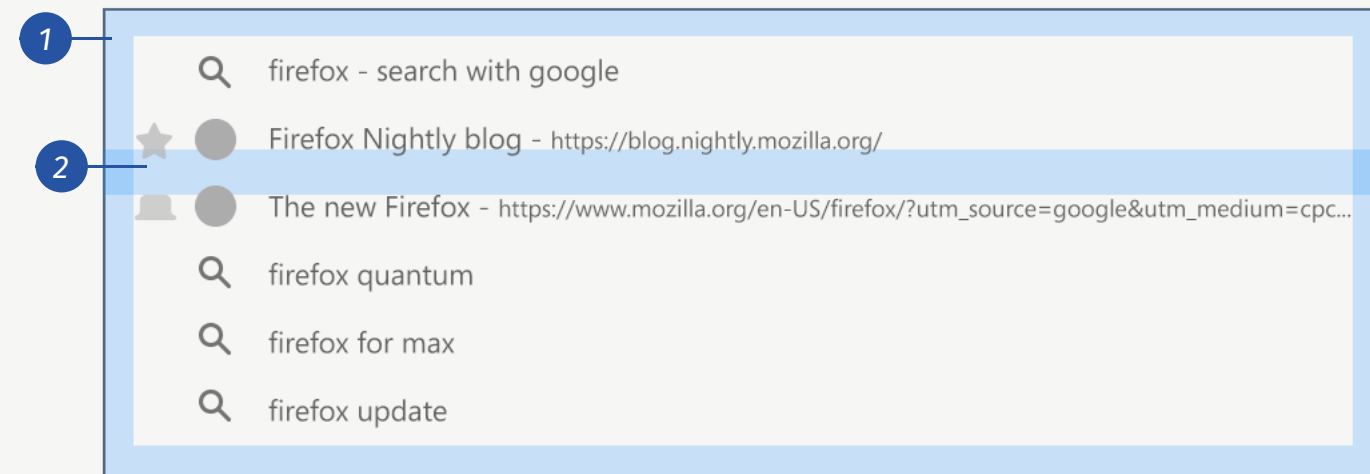 1
firefox - search with google
Firefox Nightly blog - https://blog.nightly.mozilla.org/
2
The new Firefox - https://www.mozilla.org/en-US/firefox/?utm_source=google&utm_medium=cpc...
firefox quantum
firefox for max
firefox update